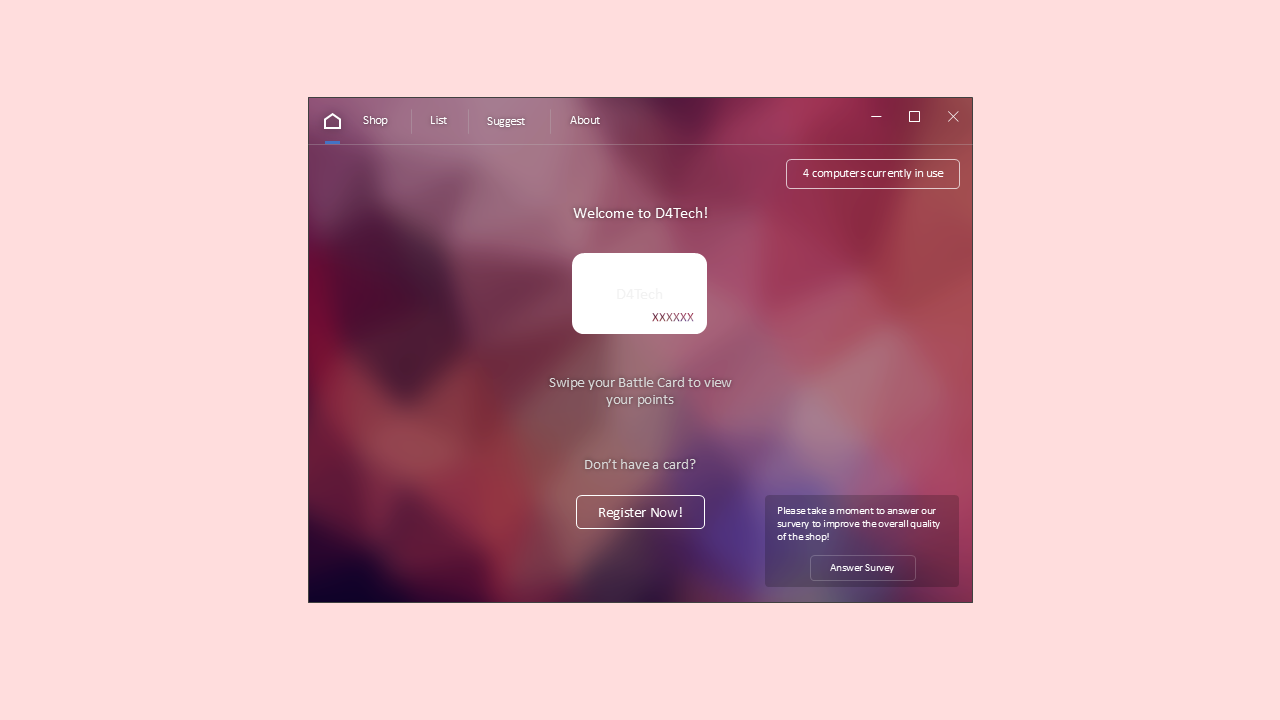 Shop
List
Suggest
About
4 computers currently in use
Welcome to D4Tech!
D4Tech
XXXXXX
Swipe your Battle Card to view
your points
Don't have a card?
Register Now!
Please take a moment to answer our
survery to improve the overall quality
of the shop!
Answer Survey